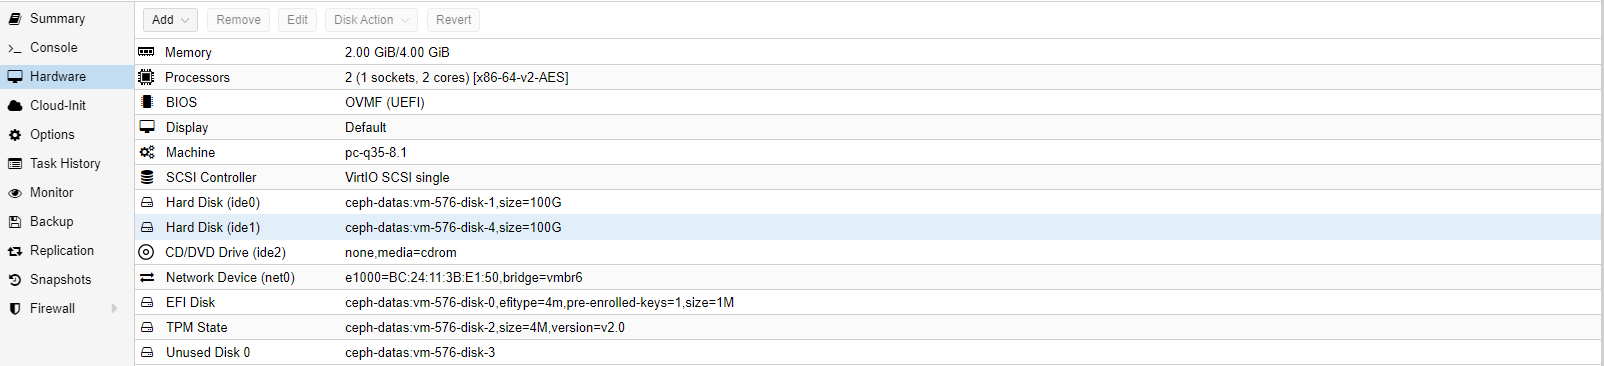 Summary
Console
Hardware
Cloud-Init
Options
Task History
Monitor
Backup
Replication
Snapshots
Firewall
Add Remove Edit Disk Action Revert
Memory 2.00 GiB/4.00 GiB
Processors 2 (1 sockets, 2 cores) [x86-64-v2-AES]
BIOS OVMF (UEFI)
Display Default
Machine pc-q35-8.1
SCSI Controller VirtIO SCSI single
Hard Disk (ide0) ceph-datas:vm-576-disk-1,size=100G
Hard Disk (ide1) ceph-datas:vm-576-disk-4,size=100G
CD/DVD Drive (ide2) none,media=cdrom
Network Device (net0) e1000=BC:24:11:3B:E1:50,bridge=vmbr6
EFI Disk ceph-datas:vm-576-disk-0,efitype=4m,pre-enrolled-keys=1,size=1M
TPM State ceph-datas:vm-576-disk-2,size=4M,version=v2.0
Unused Disk 0 ceph-datas:vm-576-disk-3